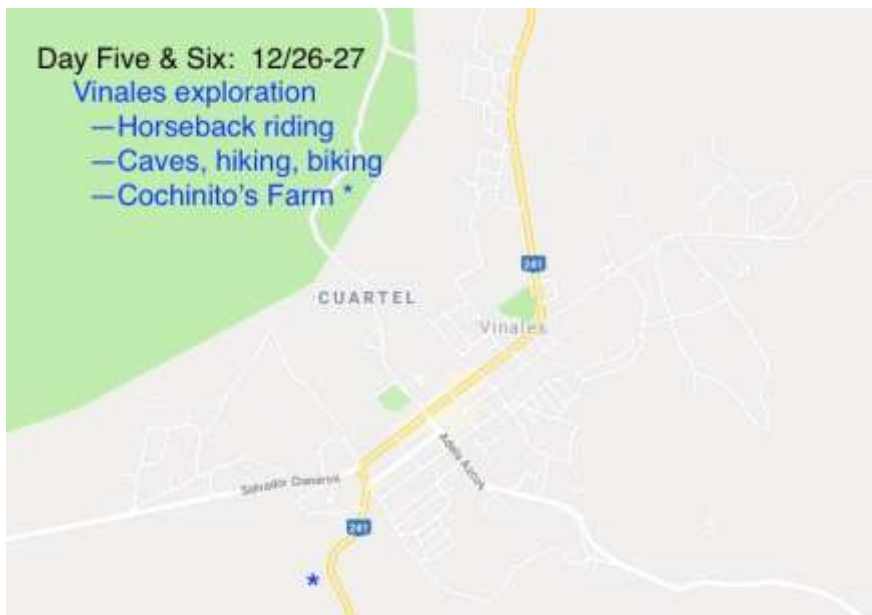 Day Five & Six: 12/26-27
Vinales exploration
—Horseback riding
—Caves, hiking, biking
—Cochinito's Farm *
241
CUARTEL
Vinales
Adela Azcuy
Salvador Cisneros
241
*